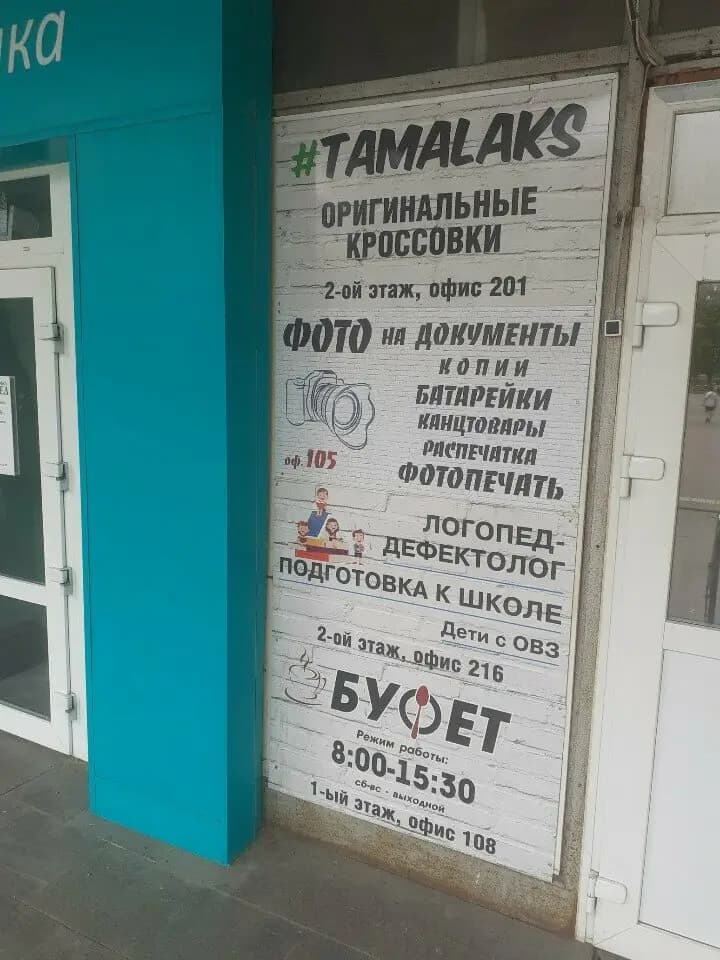 #TAMALAKS
ОРИГИНАЛЬНЫЕ
КРОССОВКИ
2-ой этаж, офис 201
ФОТО НА ДОКУМЕНТЫ
КОПИИ
БАТАРЕЙКИ
КАНЦТОВАРЫ
РАСПЕЧАТКА
ФОТОПЕЧАТЬ
оф.105
ЛОГОПЕД-
ДЕФЕКТОЛОГ
ПОДГОТОВКА К ШКОЛЕ
Дети с ОВЗ
2-ой этаж, офис 216
БУФЕТ
Режим работы:
8:00-15:30
сб-вс - выходной
1-ый этаж, офис 108